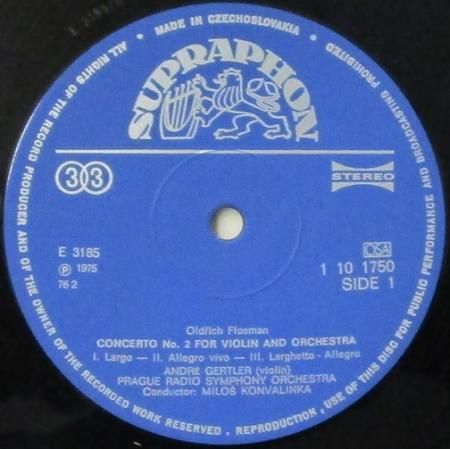 MADE IN CZECHOSLOVAKIA
ALL RIGHTS OF THE RECORD PRODUCER AND OF THE OWNER OF THE RECORDED WORK RESERVED . REPRODUCTION, USE OF THIS DISC FOR PUBLIC PERFORMANCE AND BROADCASTING PROHIBITED
SUPRAPHON
33
STEREO
E 3185
℗ 1975
76 2
OSA
1 10 1750
SIDE 1
Oldřich Flosman
CONCERTO No. 2 FOR VIOLIN AND ORCHESTRA
I. Largo — II. Allegro vivo — III. Larghetto - Allegro
ANDRÉ GERTLER (violin)
PRAGUE RADIO SYMPHONY ORCHESTRA
Conductor: MILOŠ KONVALINKA